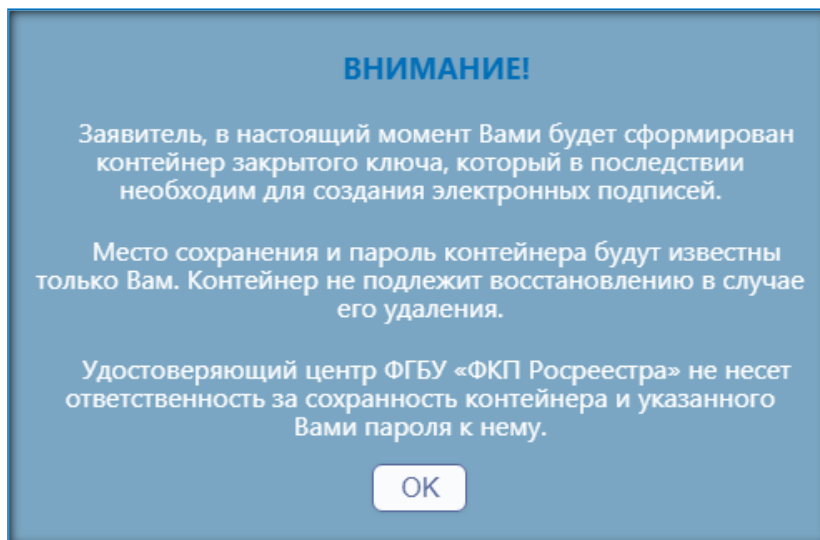 ВНИМАНИЕ!
Заявитель, в настоящий момент Вами будет сформирован
контейнер закрытого ключа, который в последствии
необходим для создания электронных подписей.
Место сохранения и пароль контейнера будут известны
только Вам. Контейнер не подлежит восстановлению в случае
его удаления.
Удостоверяющий центр ФГБУ «ФКП Росреестра» не несет
ответственность за сохранность контейнера и указанного
Вами пароля к нему.
OK